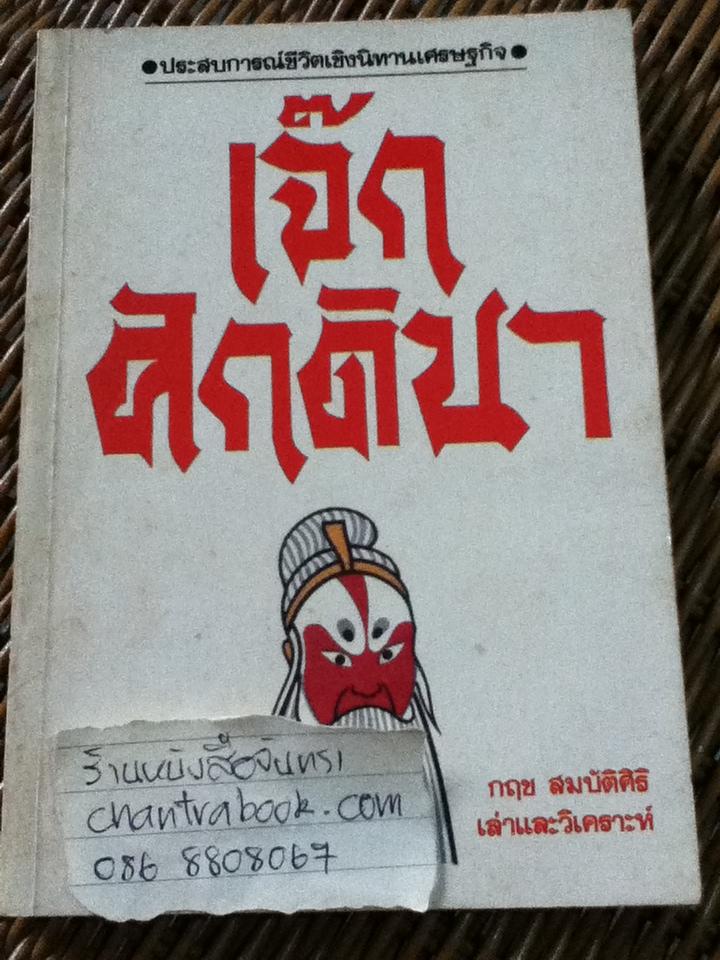 ●ประสบการณ์ชีวิตเชิงนิทานเศรษฐกิจ●
เจ๊ก
ศักดินา
กฤช สมบัติศิริ
เล่าและวิเคราะห์
ร้านหนังสือจันทรา
chantrabook.com
086 8808067